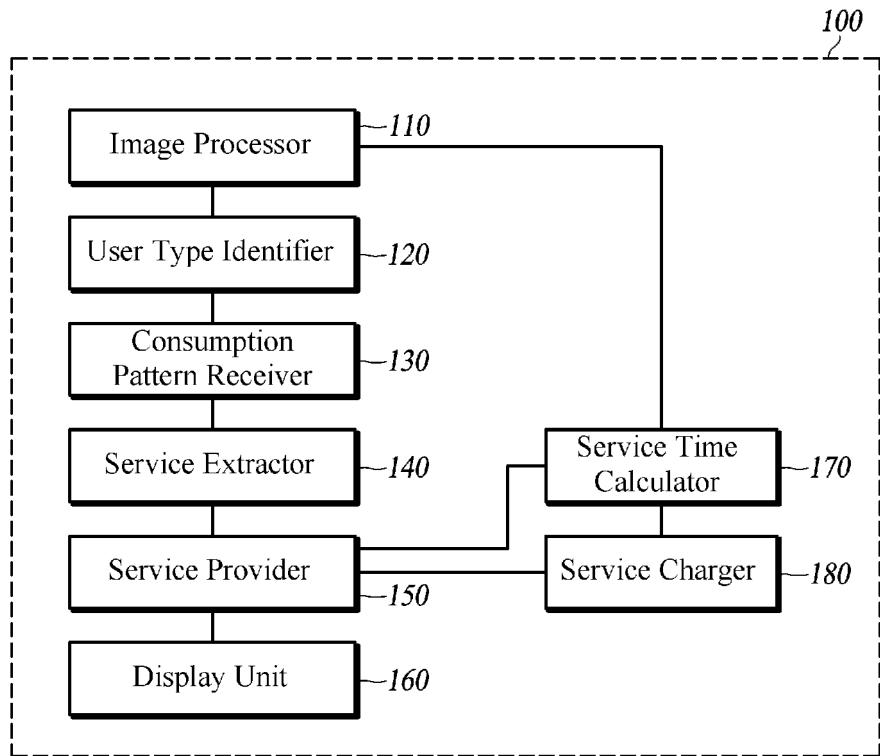 100
Image Processor
110
User Type Identifier
120
Consumption
Pattern Receiver
130
Service Extractor
140
Service Time
Calculator
170
Service Provider
150
Service Charger
180
Display Unit
160